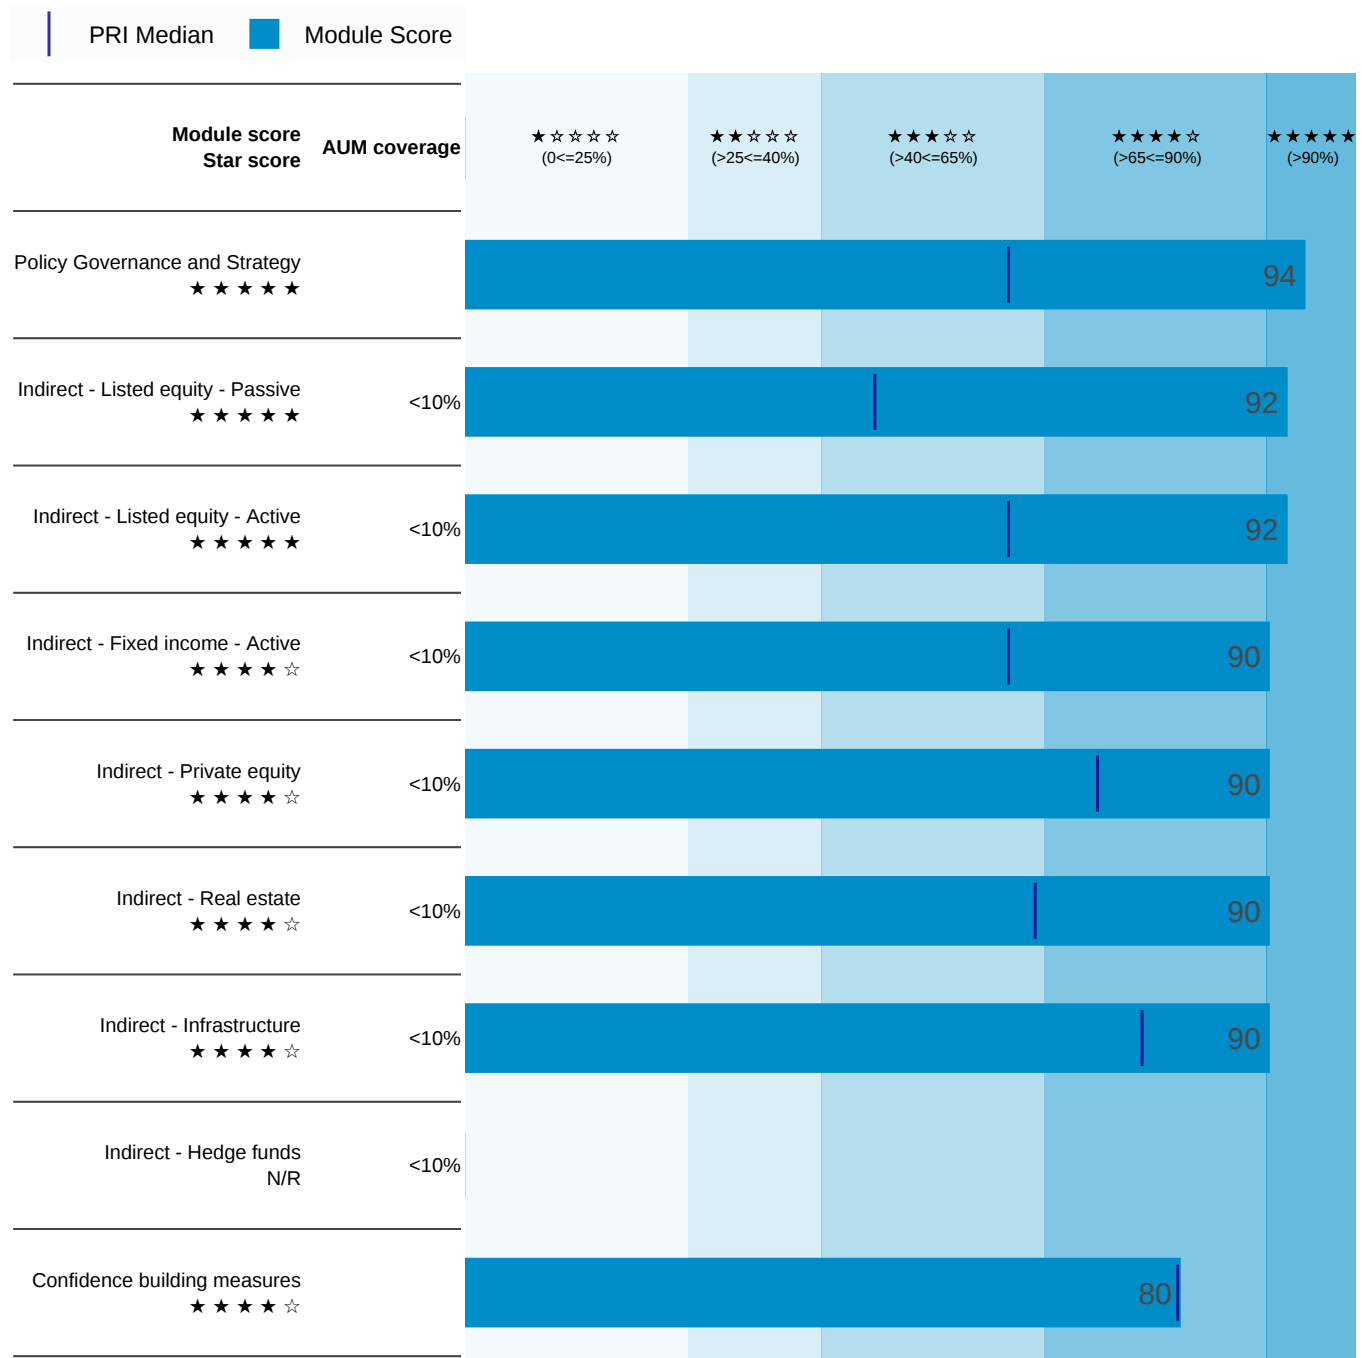 PRI Median Module Score
Module score
Star score
AUM coverage
★☆☆☆☆
(0<=25%)
★★☆☆☆
(>25<=40%)
★★★☆☆
(>40<=65%)
★★★★☆
(>65<=90%)
★★★★★
(>90%)
Policy Governance and Strategy
★★★★★
94
Indirect - Listed equity - Passive
★★★★★
<10%
92
Indirect - Listed equity - Active
★★★★★
<10%
92
Indirect - Fixed income - Active
★★★★☆
<10%
90
Indirect - Private equity
★★★★☆
<10%
90
Indirect - Real estate
★★★★☆
<10%
90
Indirect - Infrastructure
★★★★☆
<10%
90
Indirect - Hedge funds
N/R
<10%
Confidence building measures
★★★★☆
80